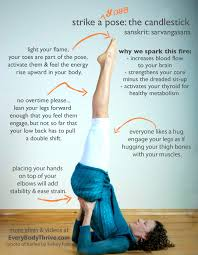 strike a yoga pose: the candlestick
sanskrit: sarvangasana
light your flame,
your toes are part of the pose,
activate them & feel the energy
rise upward in your body.
why we spark this fire:
- increases blood flow
to your brain
- strengthens your core
minus the dreaded sit-up
- activates your thyroid for
healthy metabolism
no overtime please...
lean your legs forward
enough that you feel them
engage, but not so far that
your low back has to pull
a double shift.
everyone likes a hug
engage your legs as if
hugging your thigh bones
with your muscles.
placing your hands
on top of your
elbows will add
stability & ease strain.
& videos at
EveryBodyThrive.com